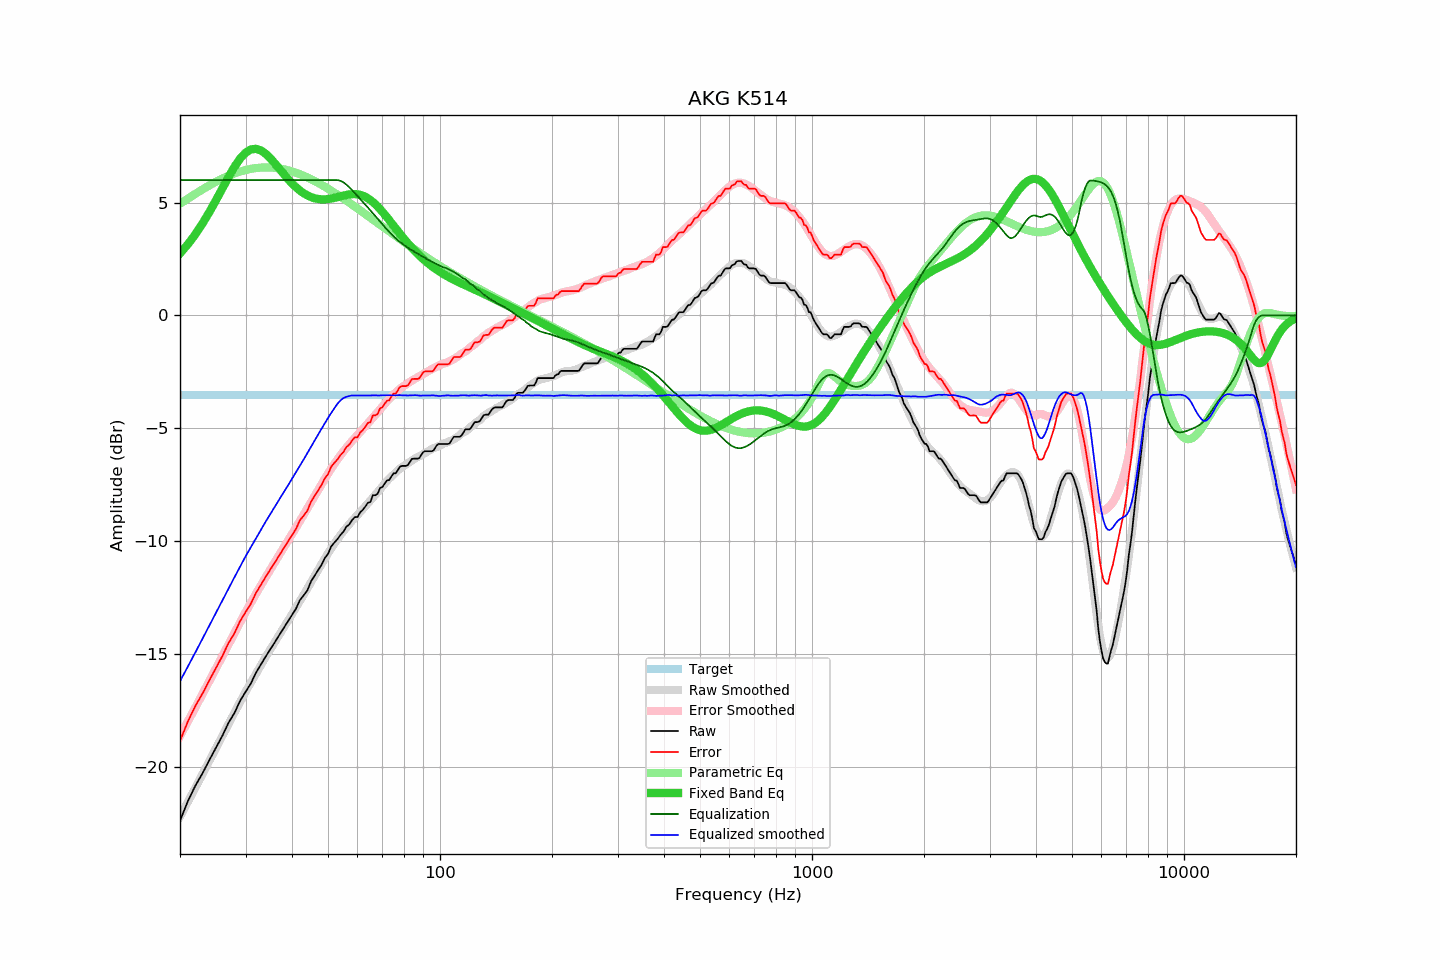 AKG K514
Amplitude (dBr)
5
0
−5
−10
−15
−20
Target
Raw Smoothed
Error Smoothed
Raw
Error
Parametric Eq
Fixed Band Eq
Equalization
Equalized smoothed
100
1000
10000
Frequency (Hz)